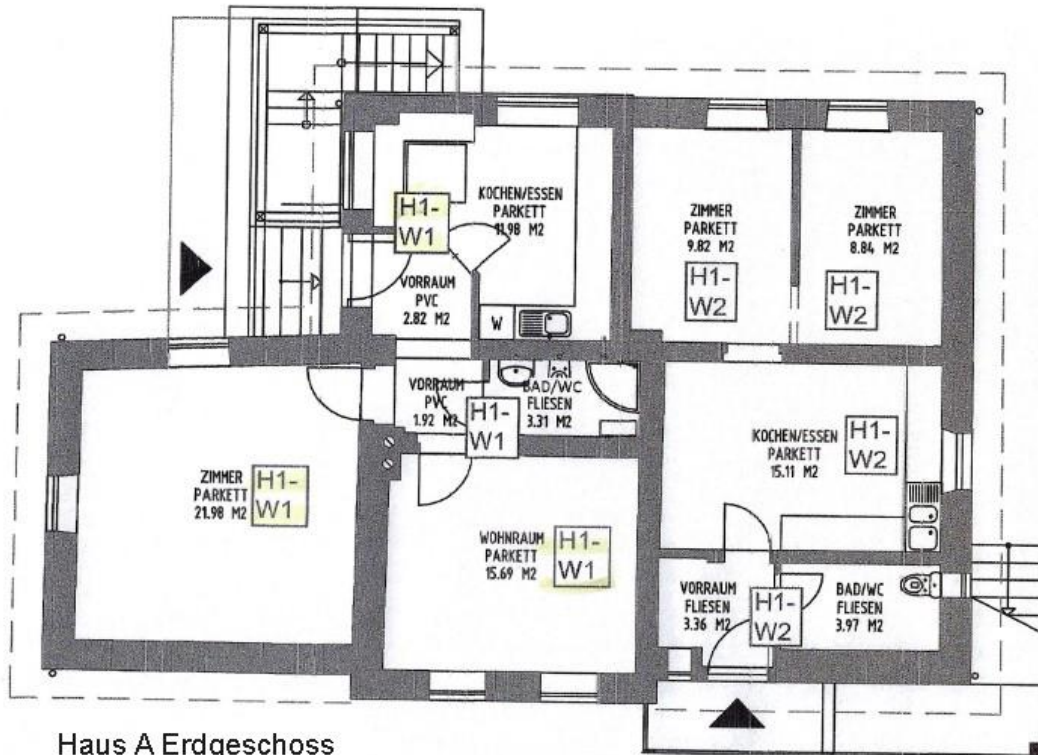 KOCHEN/ESSEN
PARKETT
11.98 M2
H1-
W1
VORRAUM
PVC
2.82 M2
W
ZIMMER
PARKETT
9.82 M2
H1-
W2
ZIMMER
PARKETT
8.84 M2
H1-
W2
VORRAUM
PVC
1.92 M2
H1-
W1
BAD/WC
FLIESEN
3.31 M2
KOCHEN/ESSEN
PARKETT
15.11 M2
H1-
W2
ZIMMER
PARKETT
21.98 M2
H1-
W1
WOHNRAUM
PARKETT
15.69 M2
H1-
W1
VORRAUM
FLIESEN
3.36 M2
H1-
W2
BAD/WC
FLIESEN
3.97 M2
Haus A Erdgeschoss